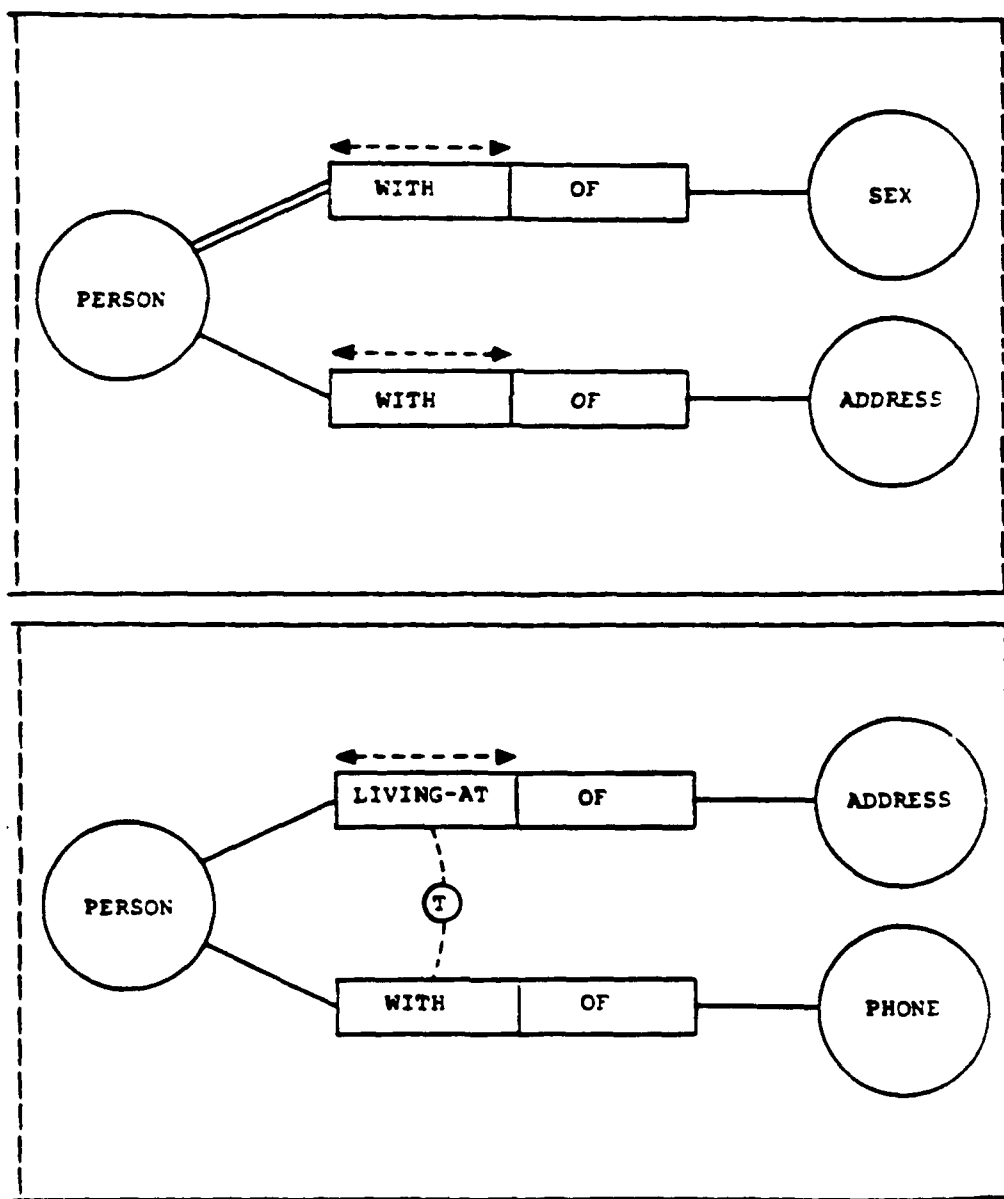 WITH OF
SEX
PERSON
WITH OF
ADDRESS
LIVING-AT OF
ADDRESS
PERSON
T
WITH OF
PHONE